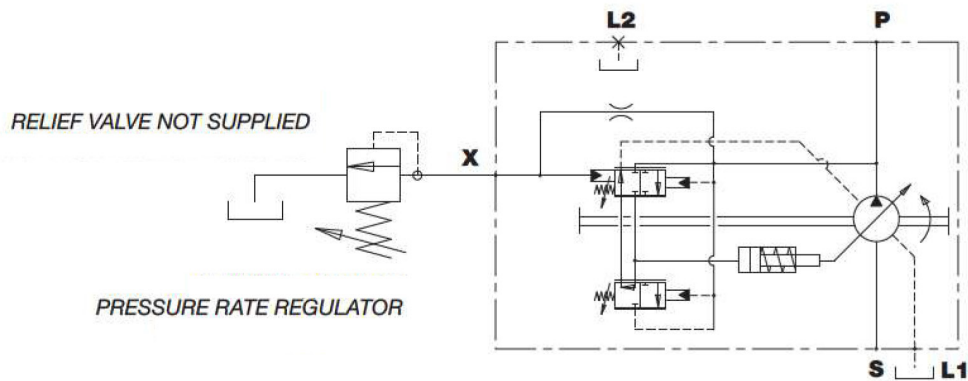 L2
P
RELIEF VALVE NOT SUPPLIED
X
PRESSURE RATE REGULATOR
S
L1